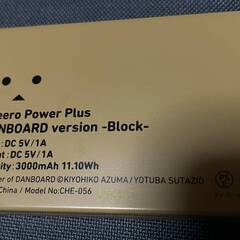 eero Power Plus
NBOARD version -Block-
: DC 5V/1A
ut : DC 5V/1A
ity : 3000mAh 11.10Wh
er of DANBOARD ©KIYOHIKO AZUMA/YOTUBA SUTAZIO
China / Model No:CHE-056
PS
E